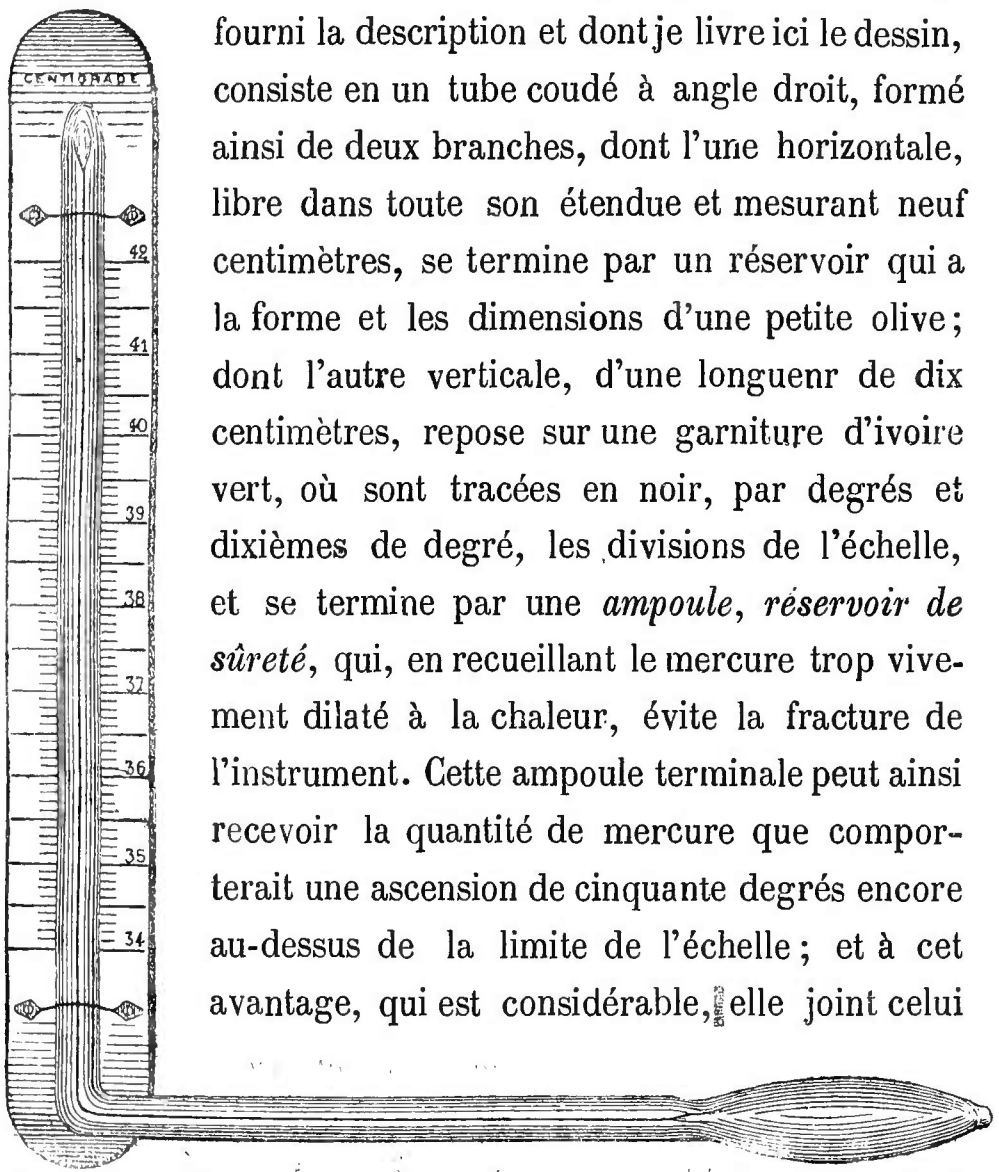 CENTIGRADE
42
41
40
39
38
37
36
35
34
fourni la description et dont je livre ici le dessin,
consiste en un tube coudé à angle droit, formé
ainsi de deux branches, dont l'une horizontale,
libre dans toute son étendue et mesurant neuf
centimètres, se termine par un réservoir qui a
la forme et les dimensions d'une petite olive;
dont l'autre verticale, d'une longuenr de dix
centimètres, repose sur une garniture d'ivoire
vert, où sont tracées en noir, par degrés et
dixièmes de degré, les divisions de l'échelle,
et se termine par une ampoule, réservoir de
sûreté, qui, en recueillant le mercure trop vive-
ment dilaté à la chaleur, évite la fracture de
l'instrument. Cette ampoule terminale peut ainsi
recevoir la quantité de mercure que compor-
terait une ascension de cinquante degrés encore
au-dessus de la limite de l'échelle; et à cet
avantage, qui est considérable, elle joint celui